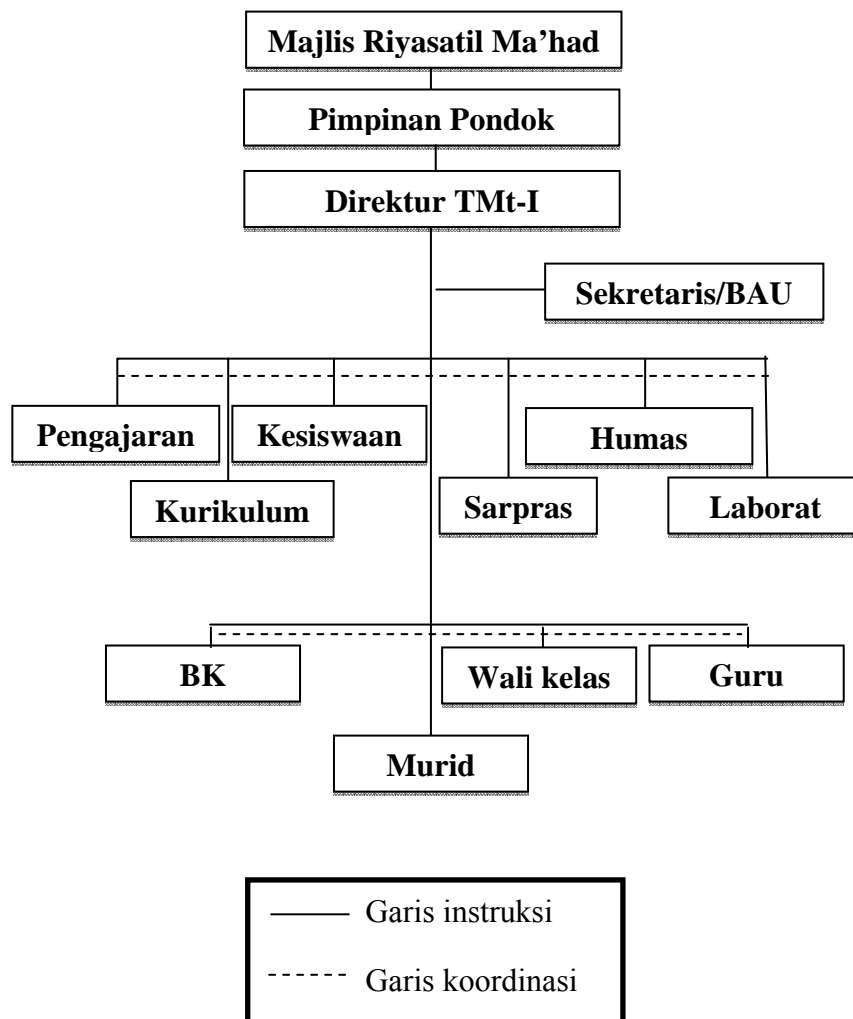 Majlis Riyasatil Ma’had
Pimpinan Pondok
Direktur TMt-I
Sekretaris/BAU
Pengajaran
Kesiswaan
Humas
Kurikulum
Sarpras
Laborat
BK
Wali kelas
Guru
Murid
Garis instruksi
Garis koordinasi